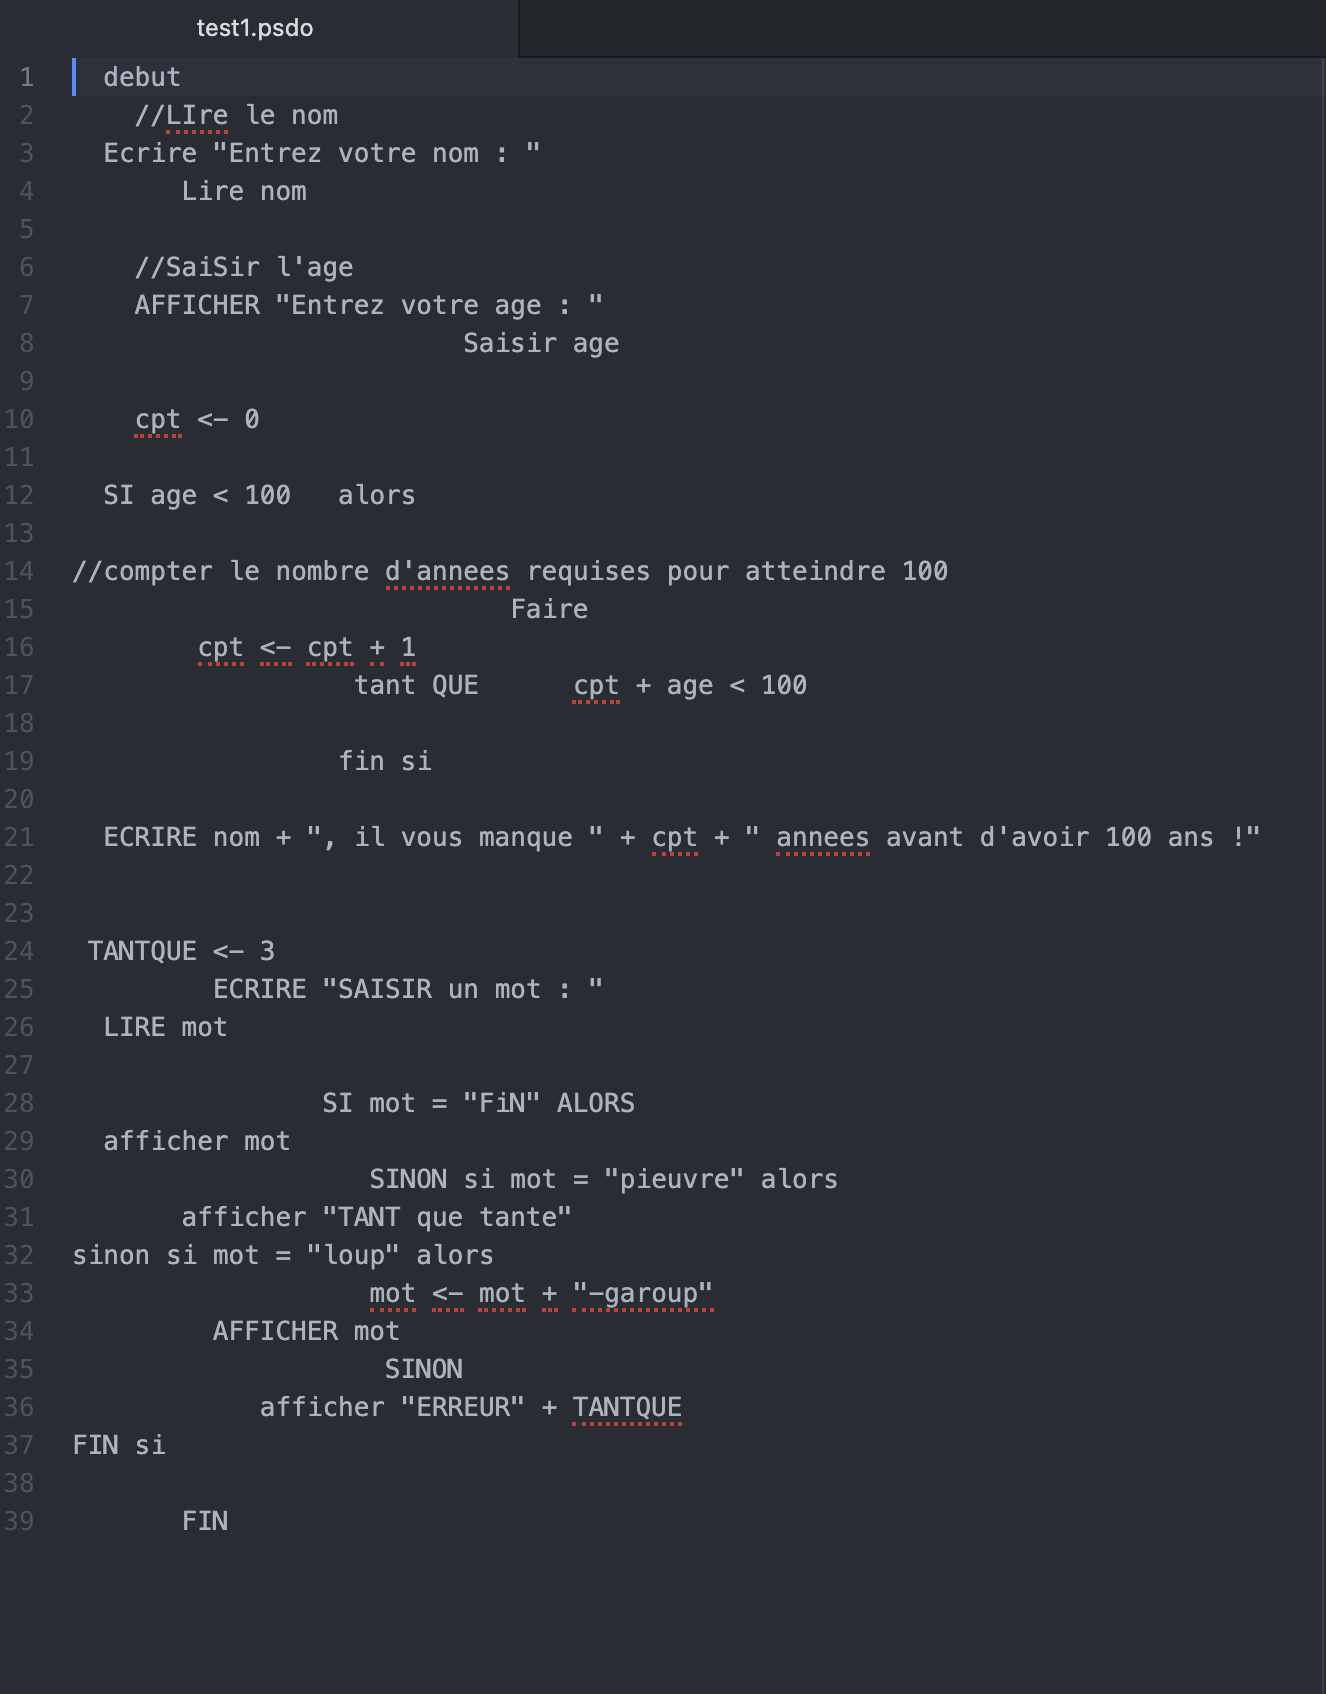 test1.psdo
1 debut
2 //LIre le nom
3 Ecrire "Entrez votre nom : "
4 Lire nom
5
6 //SaiSir l'age
7 AFFICHER "Entrez votre age : "
8 Saisir age
9
10 cpt <- 0
11
12 SI age < 100   alors
13
14 //compter le nombre d'annees requises pour atteindre 100
15 Faire
16 cpt <- cpt + 1
17 tant QUE      cpt + age < 100
18
19 fin si
20
21 ECRIRE nom + ", il vous manque " + cpt + " annees avant d'avoir 100 ans !"
22
23
24 TANTQUE <- 3
25 ECRIRE "SAISIR un mot : "
26 LIRE mot
27
28 SI mot = "FiN" ALORS
29 afficher mot
30 SINON si mot = "pieuvre" alors
31 afficher "TANT que tante"
32 sinon si mot = "loup" alors
33 mot <- mot + "-garoup"
34 AFFICHER mot
35 SINON
36 afficher "ERREUR" + TANTQUE
37 FIN si
38
39 FIN